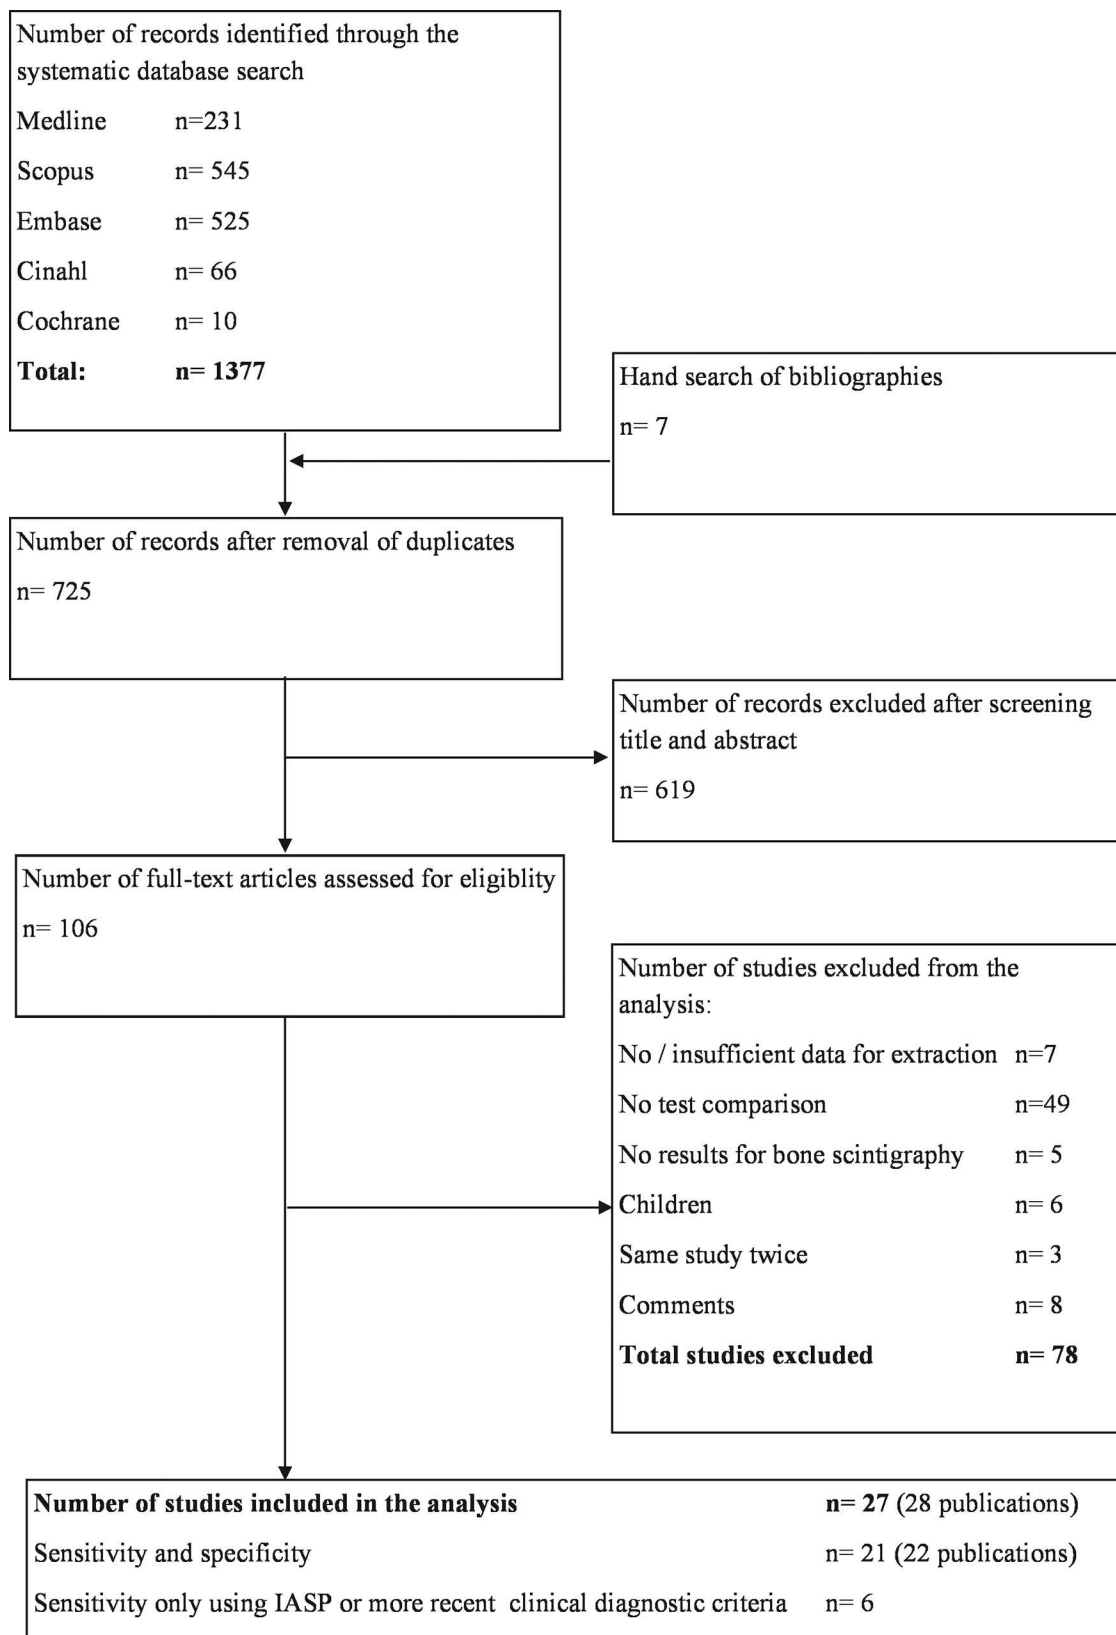 Number of records identified through the
systematic database search
Medline n=231
Scopus n= 545
Embase n= 525
Cinahl n= 66
Cochrane n= 10
Total: n= 1377
Hand search of bibliographies
n= 7
Number of records after removal of duplicates
n= 725
Number of records excluded after screening
title and abstract
n= 619
Number of full-text articles assessed for eligiblity
n= 106
Number of studies excluded from the
analysis:
No / insufficient data for extraction n=7
No test comparison n=49
No results for bone scintigraphy n= 5
Children n= 6
Same study twice n= 3
Comments n= 8
Total studies excluded n= 78
Number of studies included in the analysis n= 27 (28 publications)
Sensitivity and specificity n= 21 (22 publications)
Sensitivity only using IASP or more recent clinical diagnostic criteria n= 6